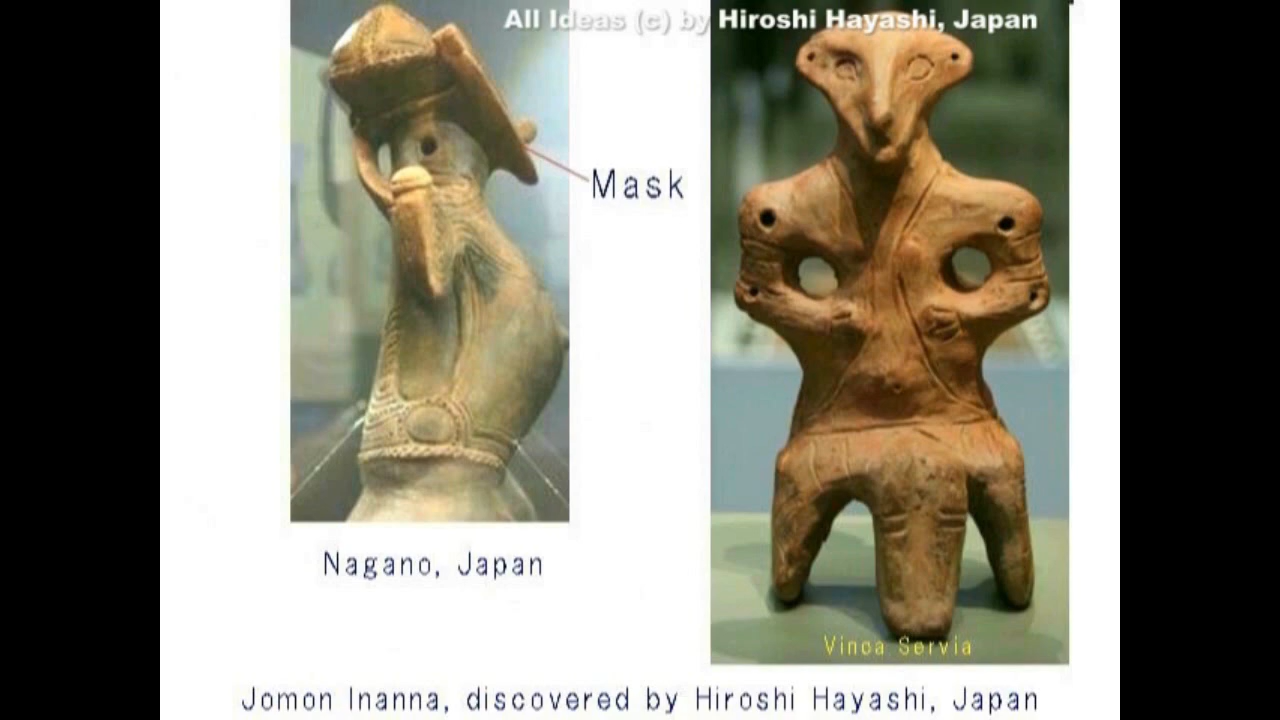 All Ideas (c) by Hiroshi Hayashi, Japan
Mask
Nagano, Japan
Vinca Servia
Jomon Inanna, discovered by Hiroshi Hayashi, Japan